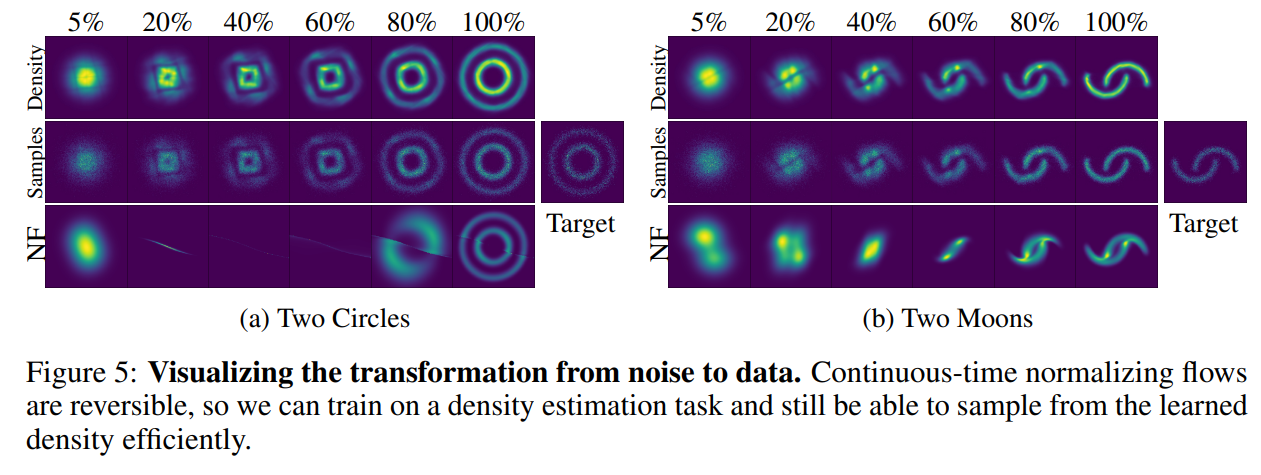 5% 20% 40% 60% 80% 100%
Density
Samples
NF
Target
(a) Two Circles
5% 20% 40% 60% 80% 100%
Density
Samples
NF
Target
(b) Two Moons
Figure 5: Visualizing the transformation from noise to data. Continuous-time normalizing flows
are reversible, so we can train on a density estimation task and still be able to sample from the learned
density efficiently.